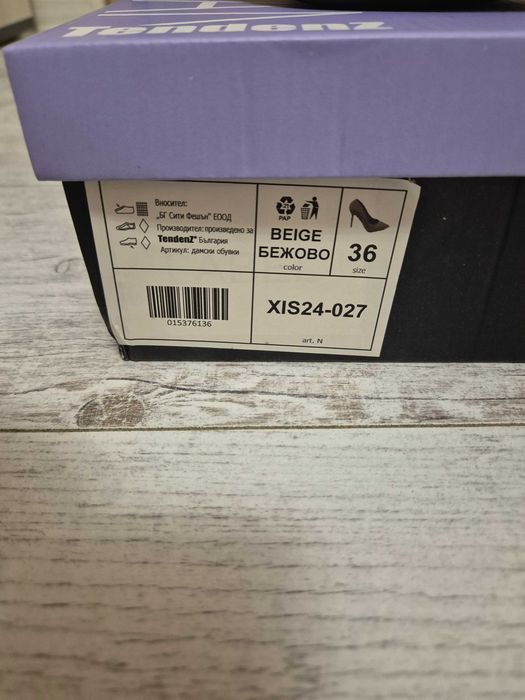 Tendenz
Вносител:
„БГ Сити Фешън" ЕООД
Производител: произведено за
TendenZ® България
Артикул: дамски обувки
21
PAP
BEIGE
БЕЖОВО
color
36
size
015376136
XIS24-027
art. N